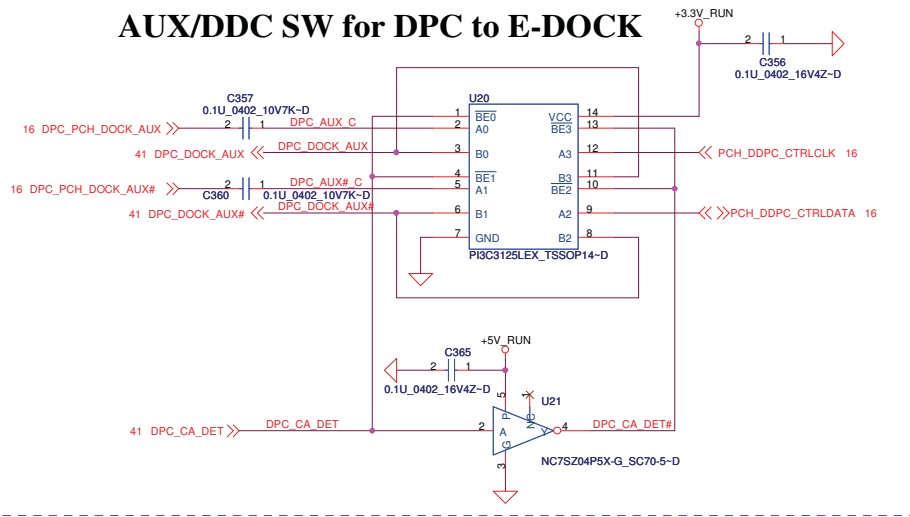 AUX/DDC SW for DPC to E-DOCK
+3.3V_RUN
2 1
C356
0.1U_0402_16V4Z~D
C357
0.1U_0402_10V7K~D
U20
16 DPC_PCH_DOCK_AUX 2 1 DPC_AUX_C
41 DPC_DOCK_AUX DPC_DOCK_AUX
16 DPC_PCH_DOCK_AUX# 2 1 DPC_AUX#_C
C360 0.1U_0402_10V7K~D
41 DPC_DOCK_AUX# DPC_DOCK_AUX#
1 BE0 VCC 14
2 A0 BE3 13
3 B0 A3 12
4 BE1 B3 11
5 A1 BE2 10
6 B1 A2 9
7 GND B2 8
PCH_DDPC_CTRLCLK 16
PCH_DDPC_CTRLDATA 16
PI3C3125LEX_TSSOP14~D
+5V_RUN
C365
2 1
0.1U_0402_16V4Z~D
U21
5 P 1 NC
41 DPC_CA_DET DPC_CA_DET 2 A Y 4 DPC_CA_DET#
G 3
NC7SZ04P5X-G_SC70-5~D